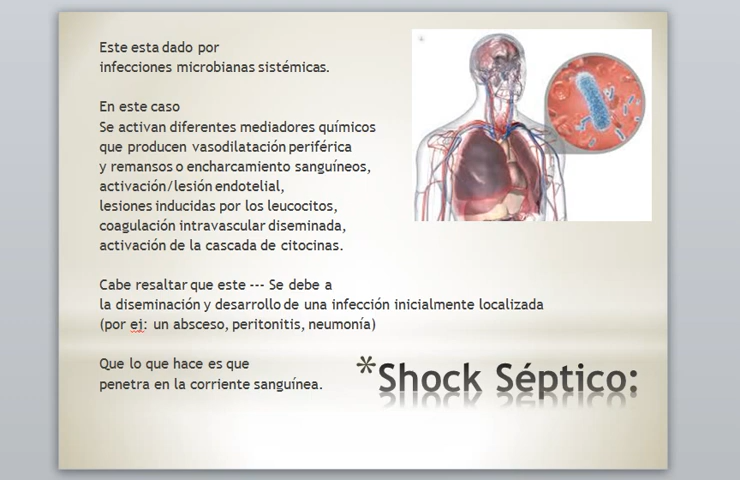 Este esta dado por
infecciones microbianas sistémicas.
En este caso
Se activan diferentes mediadores químicos
que producen vasodilatación periférica
y remansos o encharcamiento sanguíneos,
activación/lesión endotelial,
lesiones inducidas por los leucocitos,
coagulación intravascular diseminada,
activación de la cascada de citocinas.
Cabe resaltar que este --- Se debe a
la diseminación y desarrollo de una infección inicialmente localizada
(por ej: un absceso, peritonitis, neumonía)
Que lo que hace es que
penetra en la corriente sanguínea.
*Shock Séptico: